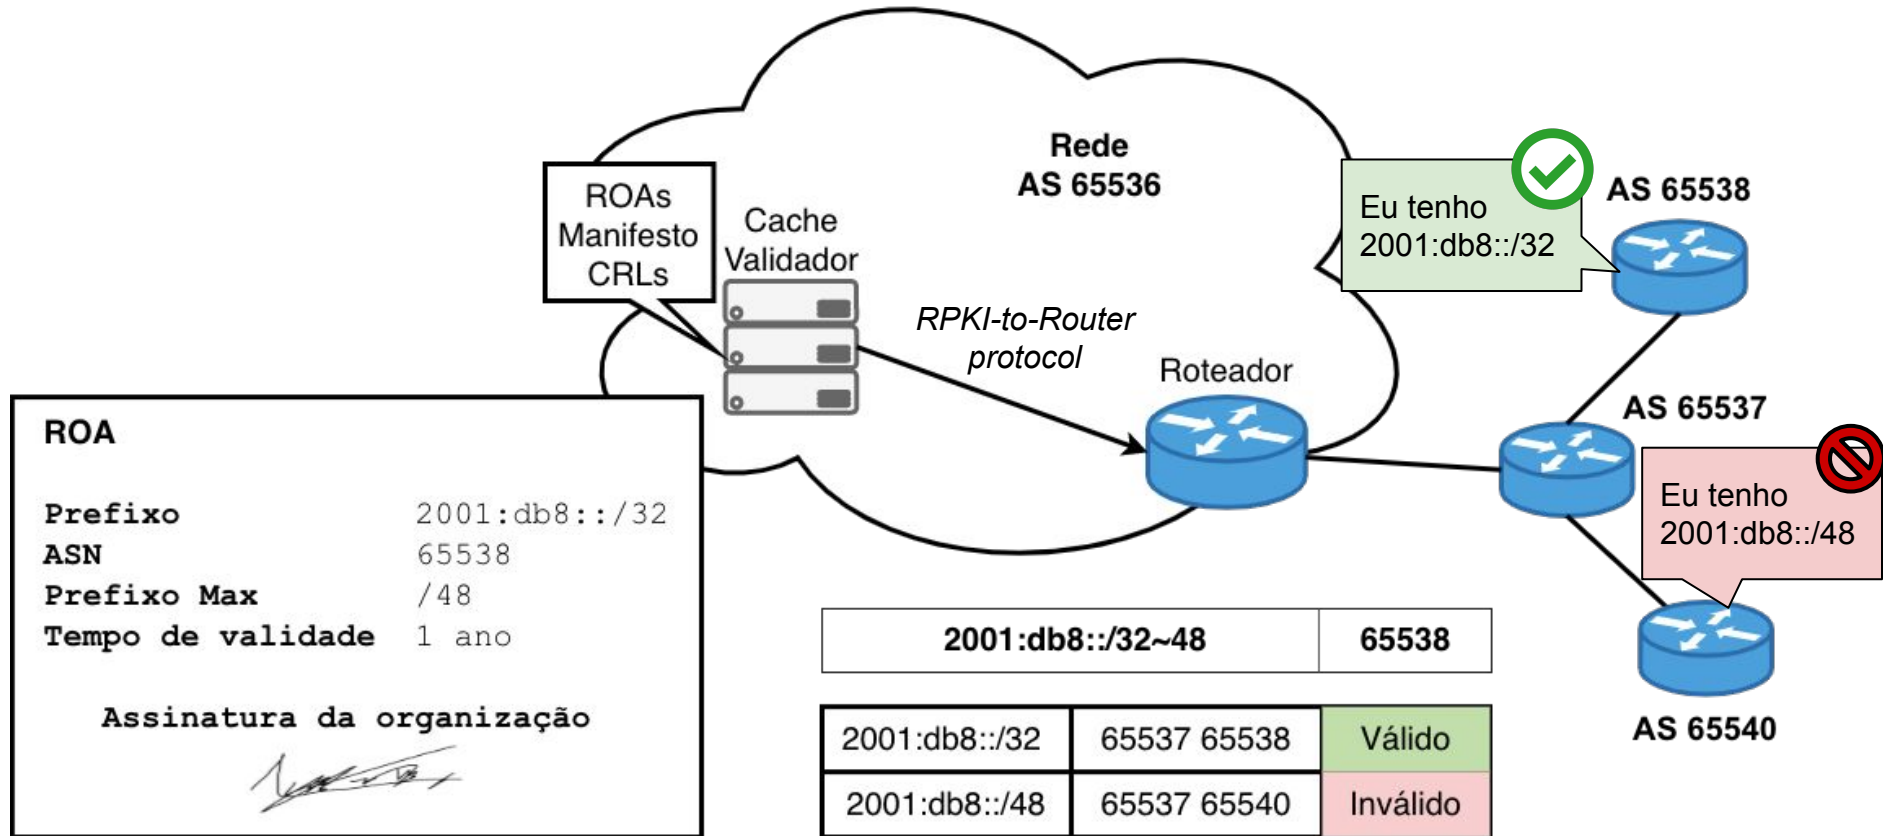 Rede
AS 65536
ROAs
Manifesto
CRLs
Cache
Validador
RPKI-to-Router
protocol
Roteador
Eu tenho
2001:db8::/32
AS 65538
AS 65537
Eu tenho
2001:db8::/48
AS 65540
ROA
Prefixo 2001:db8::/32
ASN 65538
Prefixo Max /48
Tempo de validade 1 ano
Assinatura da organização
2001:db8::/32~48 65538
2001:db8::/32 65537 65538 Válido
2001:db8::/48 65537 65540 Inválido